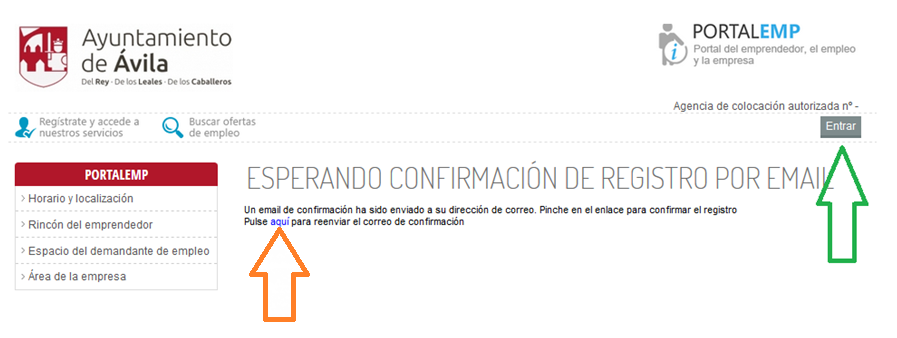 Ayuntamiento
de Ávila
Del Rey · De los Leales · De los Caballeros
PORTALEMP
Portal del emprendedor, el empleo
y la empresa
Agencia de colocación autorizada nº -
Regístrate y accede a
nuestros servicios
Buscar ofertas
de empleo
Entrar
PORTALEMP
Horario y localización
Rincón del emprendedor
Espacio del demandante de empleo
Área de la empresa
ESPERANDO CONFIRMACIÓN DE REGISTRO POR EMAIL
Un email de confirmación ha sido enviado a su dirección de correo. Pinche en el enlace para confirmar el registro
Pulse aquí para reenviar el correo de confirmación